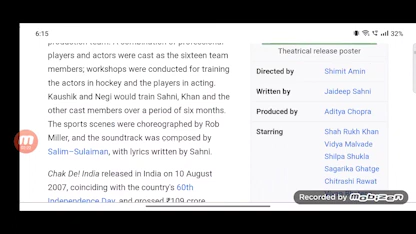 6:15
32%
production team. A combination of professional
players and actors were cast as the sixteen team
members; workshops were conducted for training
the actors in hockey and the players in acting.
Kaushik and Negi would train Sahni, Khan and the
other cast members over a period of six months.
The sports scenes were choreographed by Rob
Miller, and the soundtrack was composed by
Salim–Sulaiman, with lyrics written by Sahni.
Chak De! India released in India on 10 August
2007, coinciding with the country's 60th
Independence Day, and grossed ₹109 crore
Theatrical release poster
Directed by Shimit Amin
Written by Jaideep Sahni
Produced by Aditya Chopra
Starring Shah Rukh Khan
Vidya Malvade
Shilpa Shukla
Sagarika Ghatge
Chitrashi Rawat
Recorded by Mobizen